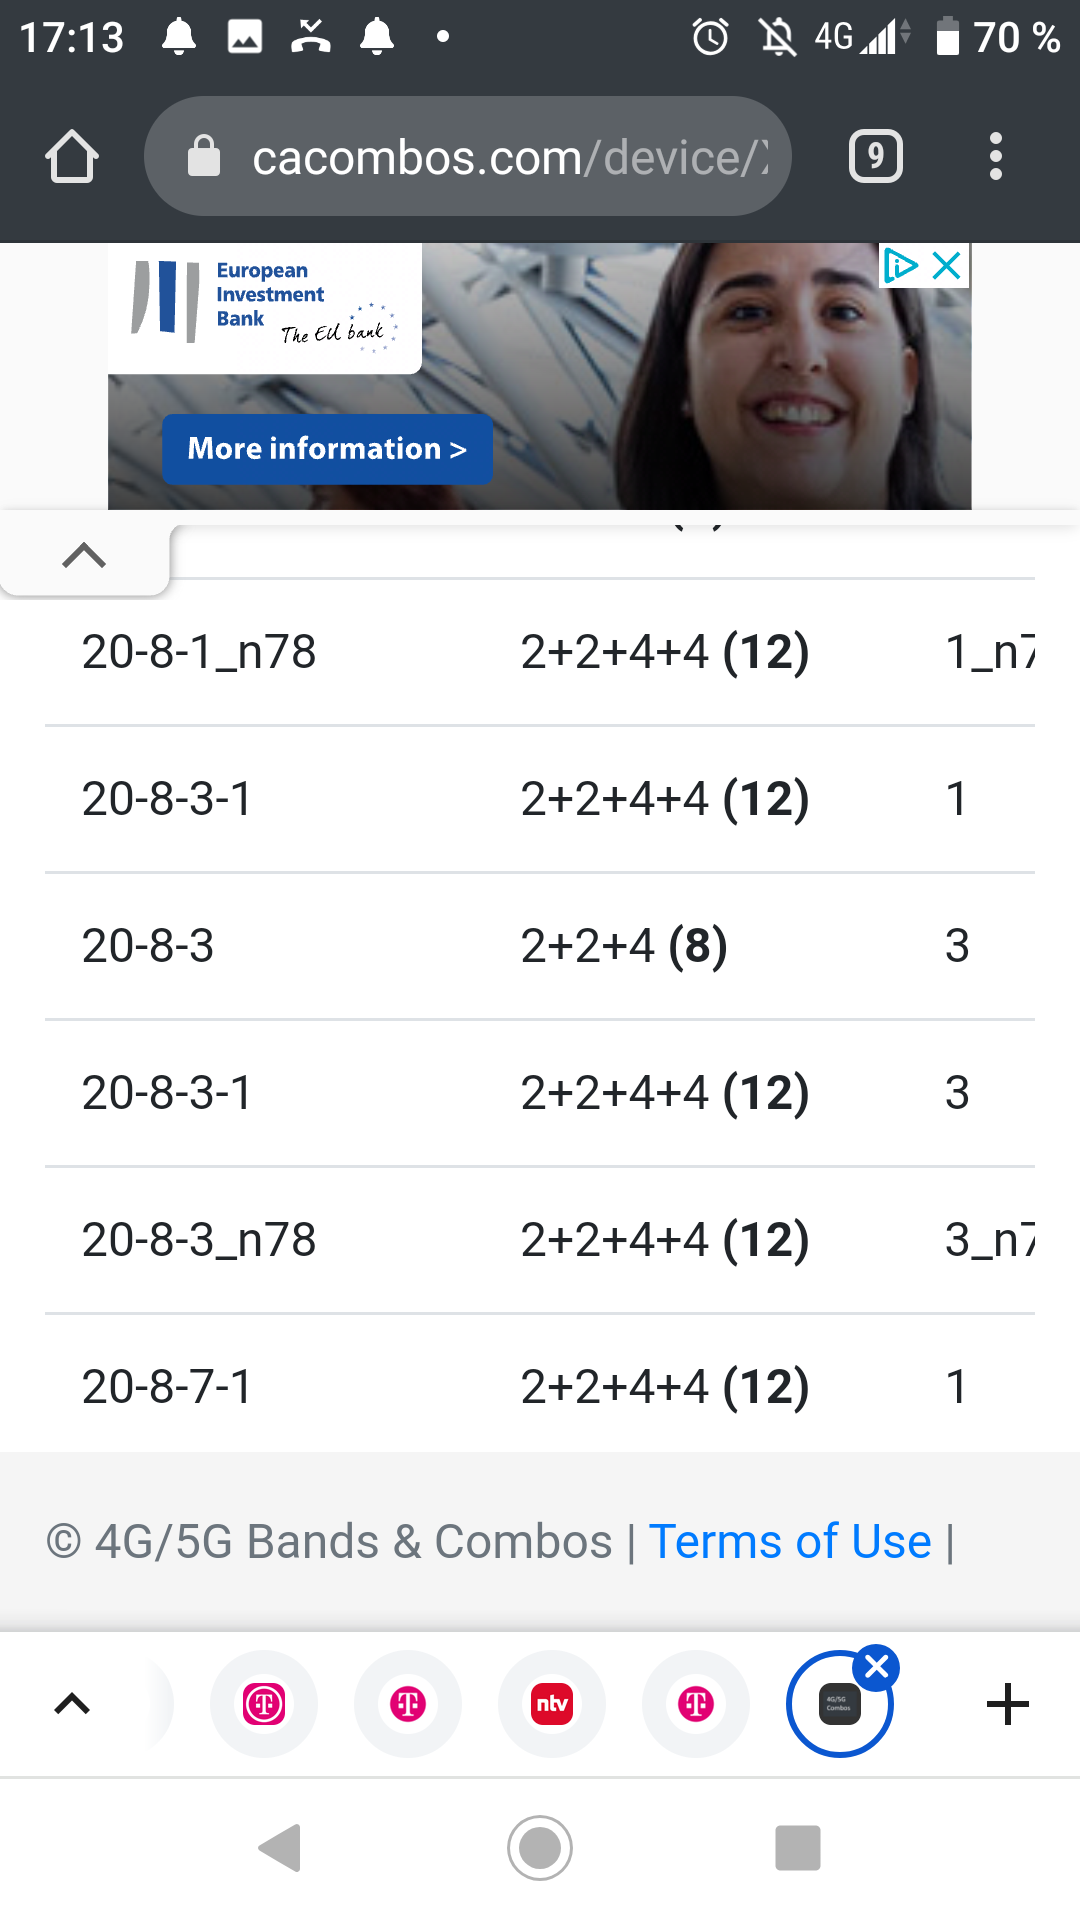 17:13 4G 70 %
cacombos.com/device/
9
European
Investment
Bank
The EU bank
More information >
20-8-1_n78 2+2+4+4 (12) 1_n7
20-8-3-1 2+2+4+4 (12) 1
20-8-3 2+2+4 (8) 3
20-8-3-1 2+2+4+4 (12) 3
20-8-3_n78 2+2+4+4 (12) 3_n7
20-8-7-1 2+2+4+4 (12) 1
© 4G/5G Bands & Combos | Terms of Use |
T T ntv T 4G/5G
Combos